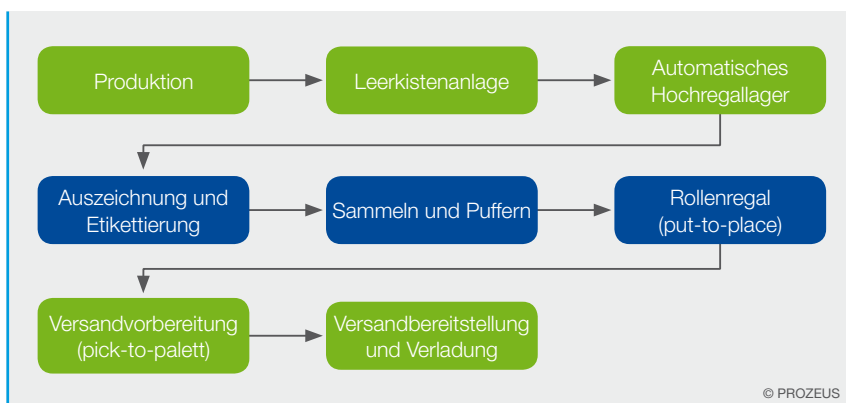 Produktion
Leerkistenanlage
Automatisches
Hochregallager
Auszeichnung und
Etikettierung
Sammeln und Puffern
Rollenregal
(put-to-place)
Versandvorbereitung
(pick-to-palett)
Versandbereitstellung
und Verladung
© PROZEUS